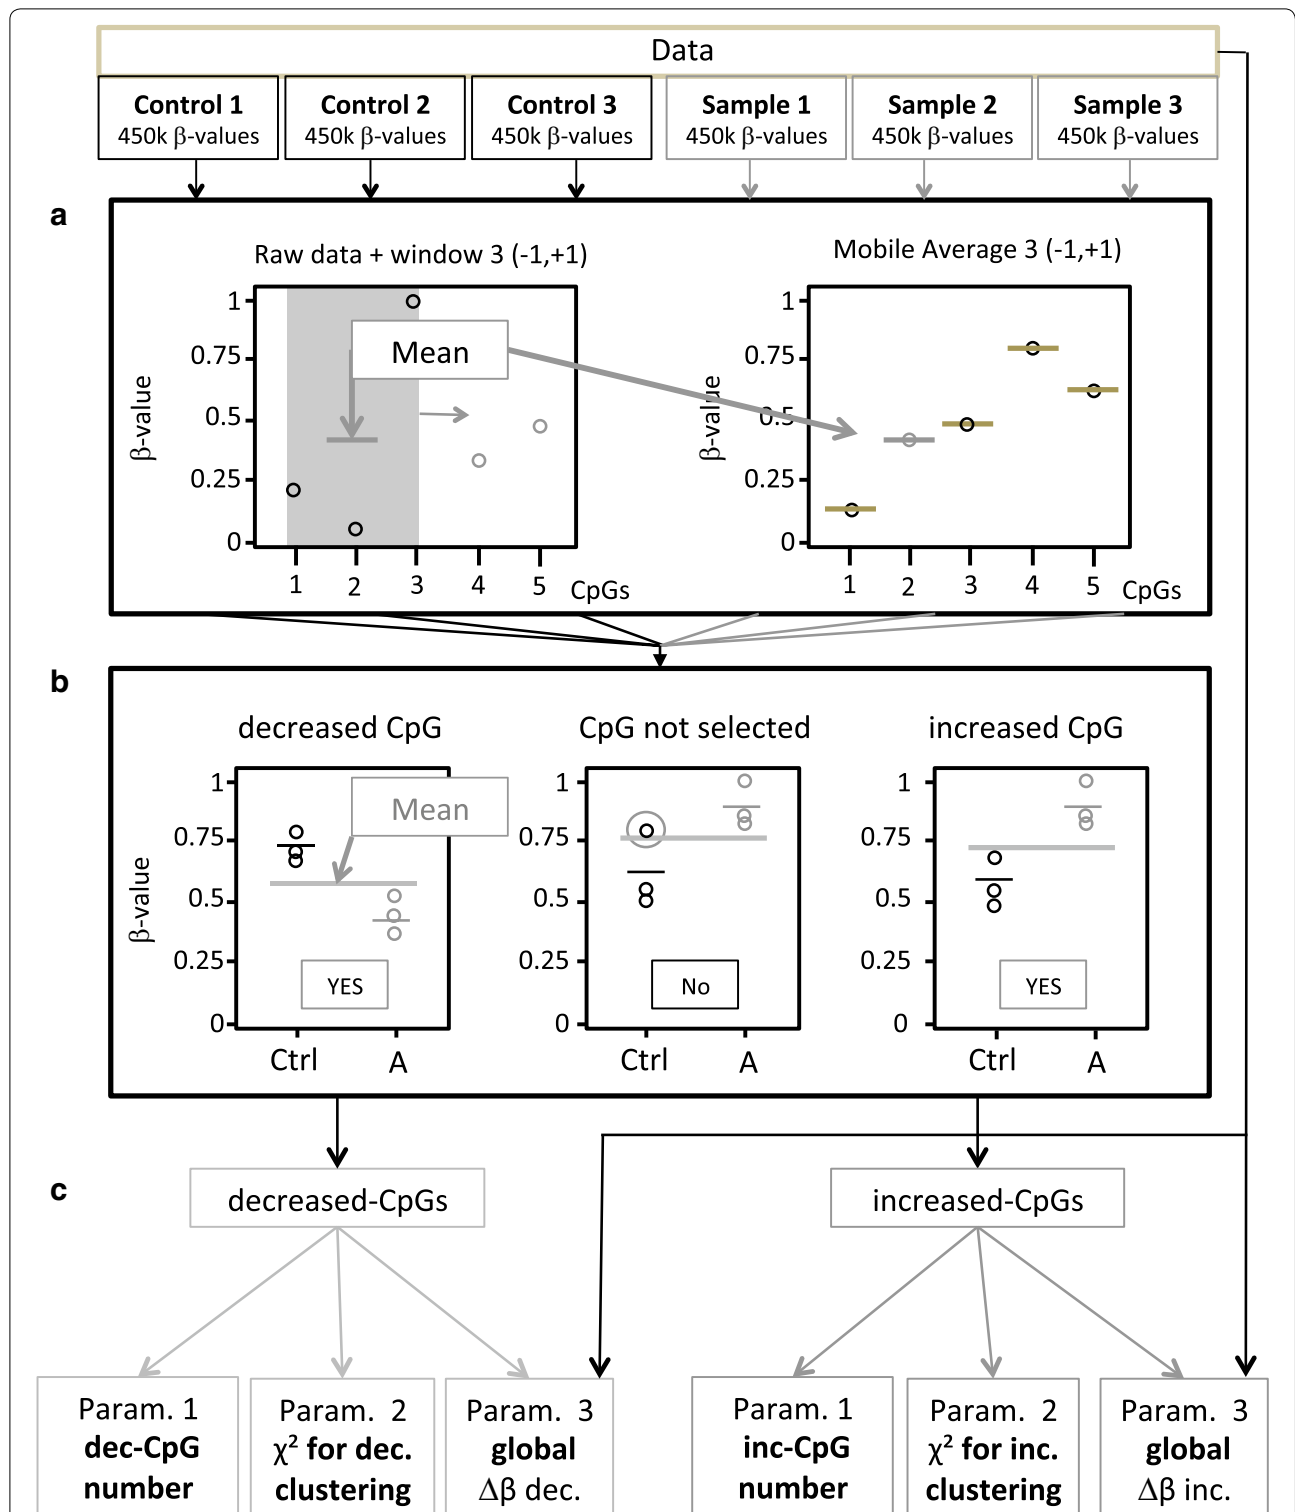 Data
Control 1
450k β-values
Control 2
450k β-values
Control 3
450k β-values
Sample 1
450k β-values
Sample 2
450k β-values
Sample 3
450k β-values
a
Raw data + window 3 (-1,+1)
β-value
1
0.75
0.5
0.25
0
Mean
1 2 3 4 5 CpGs
Mobile Average 3 (-1,+1)
β-value
1
0.75
0.5
0.25
0
1 2 3 4 5 CpGs
b
decreased CpG
β-value
1
0.75
0.5
0.25
0
Mean
YES
Ctrl A
CpG not selected
1
0.75
0.5
0.25
0
No
Ctrl A
increased CpG
1
0.75
0.5
0.25
0
YES
Ctrl A
c
decreased-CpGs
increased-CpGs
Param. 1
dec-CpG
number
Param. 2
χ² for dec.
clustering
Param. 3
global
Δβ dec.
Param. 1
inc-CpG
number
Param. 2
χ² for inc.
clustering
Param. 3
global
Δβ inc.